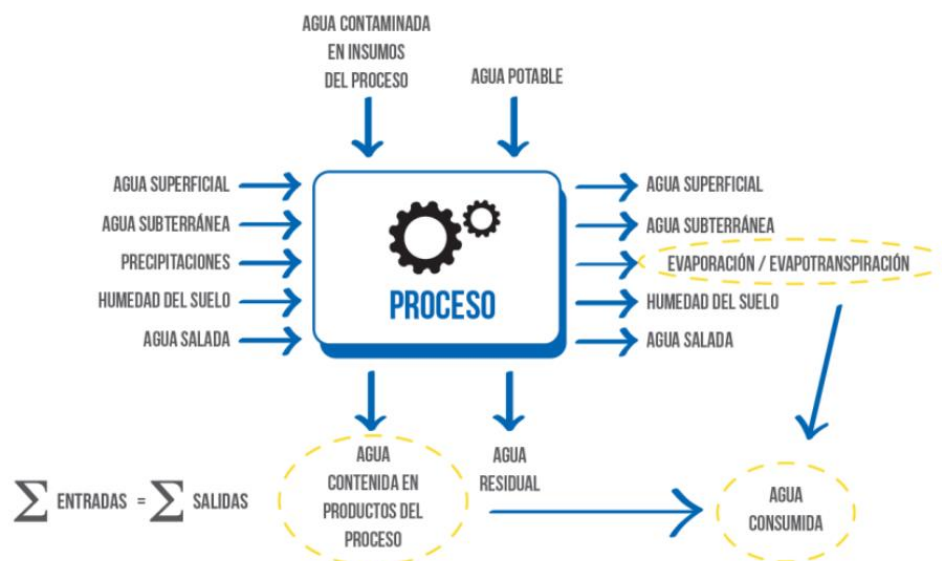 AGUA CONTAMINADA
EN INSUMOS
DEL PROCESO
AGUA POTABLE
AGUA SUPERFICIAL
AGUA SUBTERRÁNEA
PRECIPITACIONES
HUMEDAD DEL SUELO
AGUA SALADA
PROCESO
AGUA SUPERFICIAL
AGUA SUBTERRÁNEA
EVAPORACIÓN / EVAPOTRANSPIRACIÓN
HUMEDAD DEL SUELO
AGUA SALADA
AGUA
CONTENIDA EN
PRODUCTOS DEL
PROCESO
AGUA
RESIDUAL
AGUA
CONSUMIDA
∑ ENTRADAS = ∑ SALIDAS